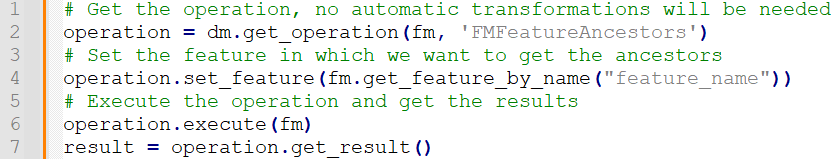 1 # Get the operation, no automatic transformations will be needed
2 operation = dm.get_operation(fm, 'FMFeatureAncestors')
3 # Set the feature in which we want to get the ancestors
4 operation.set_feature(fm.get_feature_by_name("feature_name"))
5 # Execute the operation and get the results
6 operation.execute(fm)
7 result = operation.get_result()